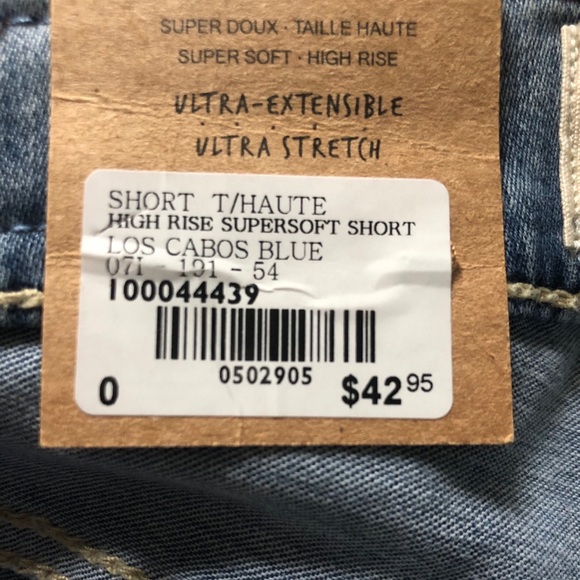 SUPER DOUX · TAILLE HAUTE
SUPER SOFT · HIGH RISE
ULTRA-EXTENSIBLE
ULTRA STRETCH
SHORT T/HAUTE
HIGH RISE SUPERSOFT SHORT
LOS CABOS BLUE
071 - 191 - 54
100044439
0502905
0 $42.95